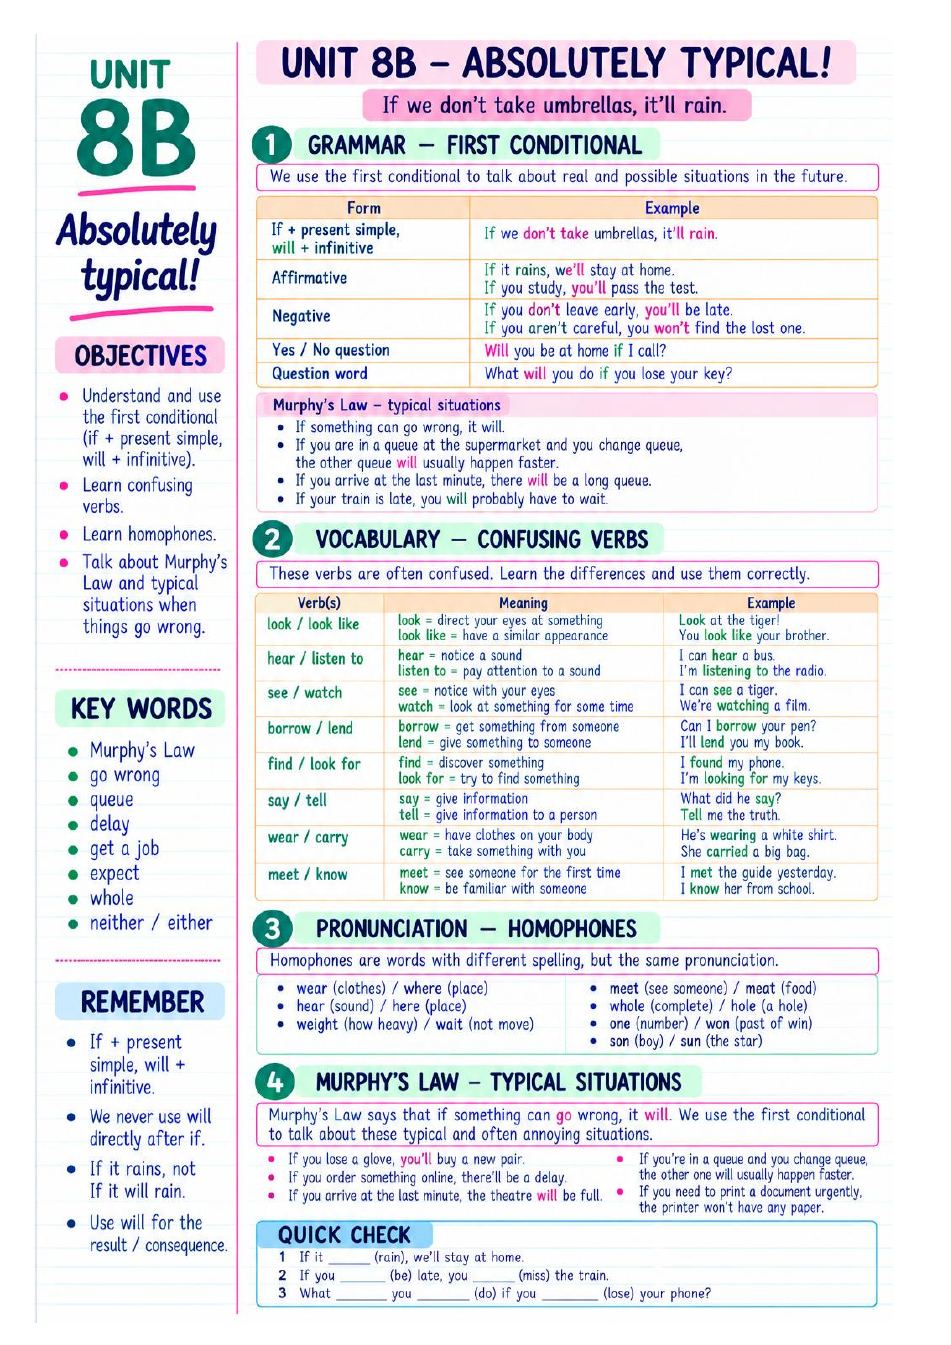 UNIT
8B
Absolutely
typical!
OBJECTIVES
Understand and use
the first conditional
(if + present simple,
will + infinitive).
Learn confusing
verbs.
Learn homophones.
Talk about Murphy's
Law and typical
situations when
things go wrong.
KEY WORDS
Murphy's Law
go wrong
queue
delay
get a job
expect
whole
neither / either
REMEMBER
If + present
simple, will +
infinitive.
We never use will
directly after if.
If it rains, not
If it will rain.
Use will for the
result / consequence.
UNIT 8B – ABSOLUTELY TYPICAL!
If we don't take umbrellas, it'll rain.
1 GRAMMAR – FIRST CONDITIONAL
We use the first conditional to talk about real and possible situations in the future.
Form Example
If + present simple,
will + infinitive
If we don't take umbrellas, it'll rain.
Affirmative
If it rains, we'll stay at home.
If you study, you'll pass the test.
Negative
If you don't leave early, you'll be late.
If you aren't careful, you won't find the lost one.
Yes / No question Will you be at home if I call?
Question word What will you do if you lose your key?
Murphy's Law – typical situations
• If something can go wrong, it will.
• If you are in a queue at the supermarket and you change queue,
the other queue will usually happen faster.
• If you arrive at the last minute, there will be a long queue.
• If your train is late, you will probably have to wait.
2 VOCABULARY – CONFUSING VERBS
These verbs are often confused. Learn the differences and use them correctly.
Verb(s) Meaning Example
look / look like
look = direct your eyes at something
look like = have a similar appearance
Look at the tiger!
You look like your brother.
hear / listen to
hear = notice a sound
listen to = pay attention to a sound
I can hear a bus.
I'm listening to the radio.
see / watch
see = notice with your eyes
watch = look at something for some time
I can see a tiger.
We're watching a film.
borrow / lend
borrow = get something from someone
lend = give something to someone
Can I borrow your pen?
I'll lend you my book.
find / look for
find = discover something
look for = try to find something
I found my phone.
I'm looking for my keys.
say / tell
say = give information
tell = give information to a person
What did he say?
Tell me the truth.
wear / carry
wear = have clothes on your body
carry = take something with you
He's wearing a white shirt.
She carried a big bag.
meet / know
meet = see someone for the first time
know = be familiar with someone
I met the guide yesterday.
I know her from school.
3 PRONUNCIATION – HOMOPHONES
Homophones are words with different spelling, but the same pronunciation.
• wear (clothes) / where (place)
• hear (sound) / here (place)
• weight (how heavy) / wait (not move)
• meet (see someone) / meat (food)
• whole (complete) / hole (a hole)
• one (number) / won (past of win)
• son (boy) / sun (the star)
4 MURPHY'S LAW – TYPICAL SITUATIONS
Murphy's Law says that if something can go wrong, it will. We use the first conditional
to talk about these typical and often annoying situations.
• If you lose a glove, you'll buy a new pair.
• If you order something online, there'll be a delay.
• If you arrive at the last minute, the theatre will be full.
• If you're in a queue and you change queue,
the other one will usually happen faster.
• If you need to print a document urgently,
the printer won't have any paper.
QUICK CHECK
1 If it ______ (rain), we'll stay at home.
2 If you ______ (be) late, you ______ (miss) the train.
3 What ______ you ______ (do) if you ______ (lose) your phone?